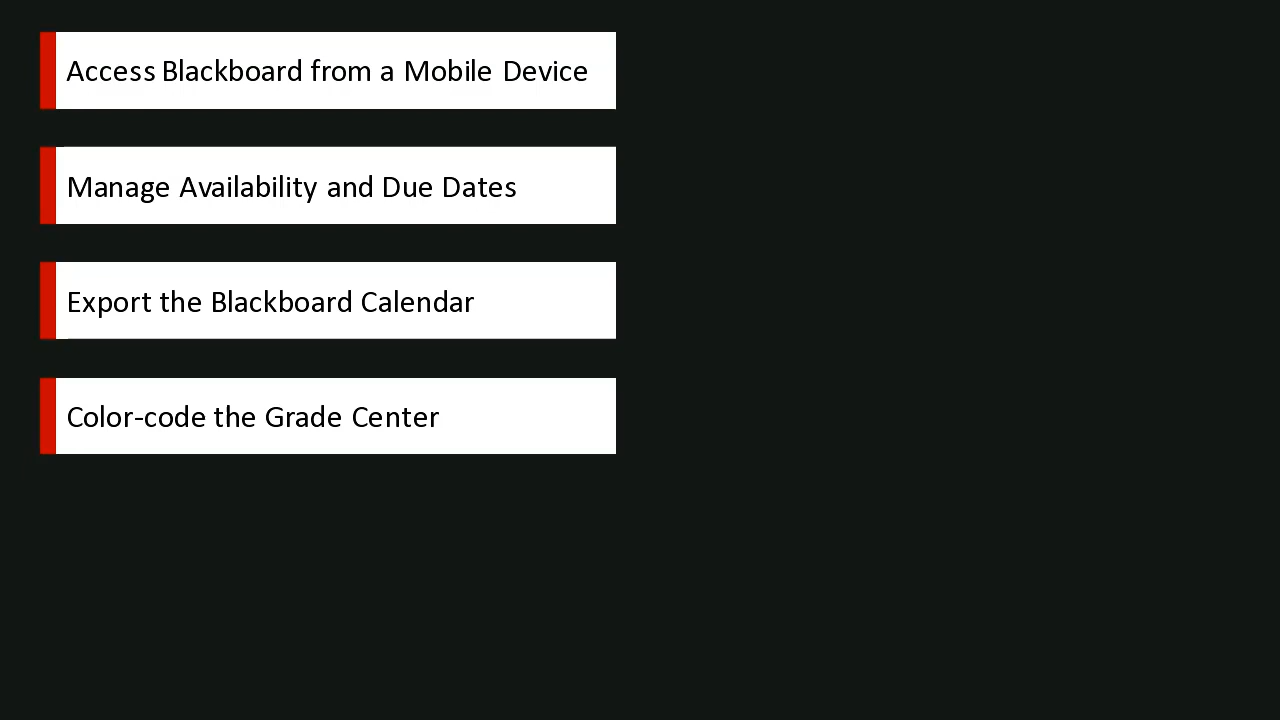 Access Blackboard from a Mobile Device
Manage Availability and Due Dates
Export the Blackboard Calendar
Color-code the Grade Center